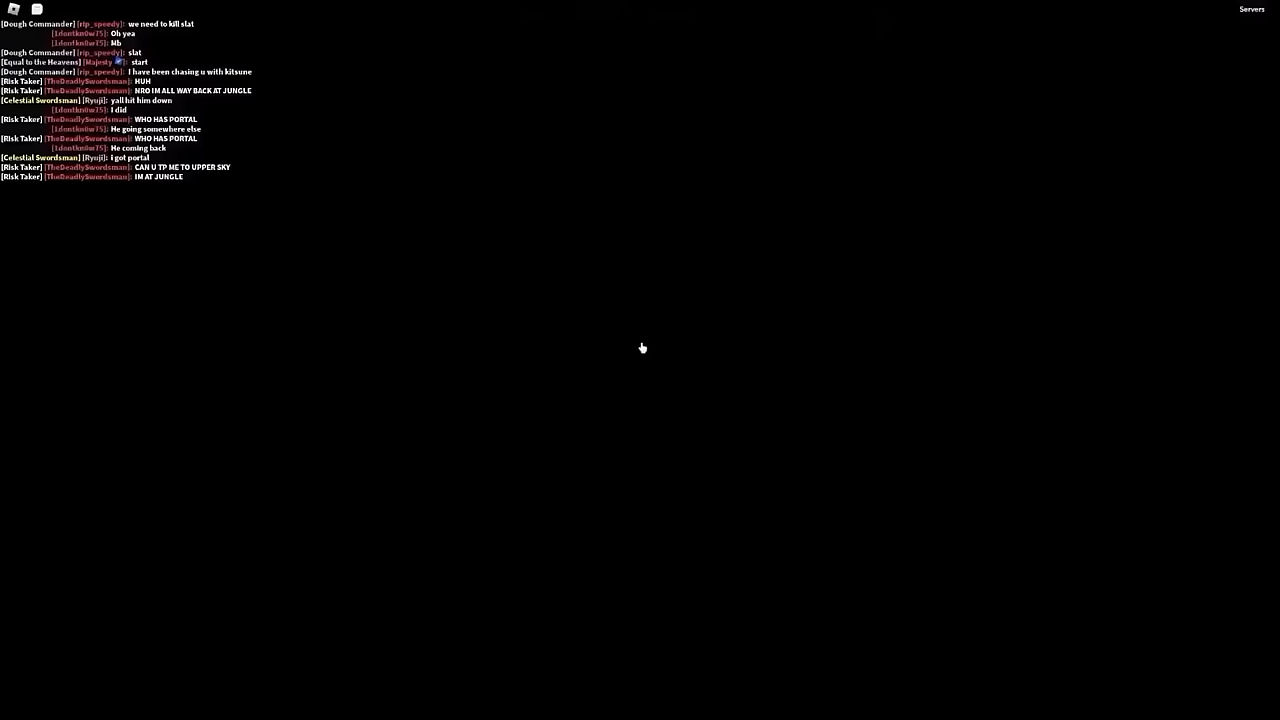 Servers
[Dough Commander] [rip_speedy]: we need to kill slat
[1dontkn0w75]: Oh yea
[1dontkn0w75]: Mb
[Dough Commander] [rip_speedy]: slat
[Equal to the Heavens] [Majesty]: start
[Dough Commander] [rip_speedy]: I have been chasing u with kitsune
[Risk Taker] [TheDeadlySwordsman]: HUH
[Risk Taker] [TheDeadlySwordsman]: NRO IM ALL WAY BACK AT JUNGLE
[Celestial Swordsman] [Ryuji]: yall hit him down
[1dontkn0w75]: I did
[Risk Taker] [TheDeadlySwordsman]: WHO HAS PORTAL
[1dontkn0w75]: He going somewhere else
[Risk Taker] [TheDeadlySwordsman]: WHO HAS PORTAL
[1dontkn0w75]: He coming back
[Celestial Swordsman] [Ryuji]: i got portal
[Risk Taker] [TheDeadlySwordsman]: CAN U TP ME TO UPPER SKY
[Risk Taker] [TheDeadlySwordsman]: IM AT JUNGLE